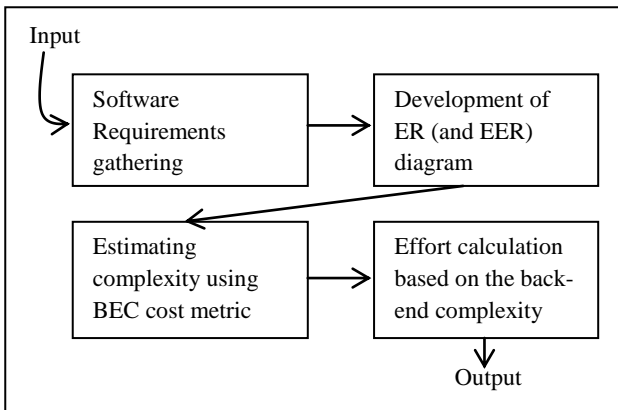 Input
Software
Requirements
gathering
Development of
ER (and EER)
diagram
Estimating
complexity using
BEC cost metric
Effort calculation
based on the back-
end complexity
Output